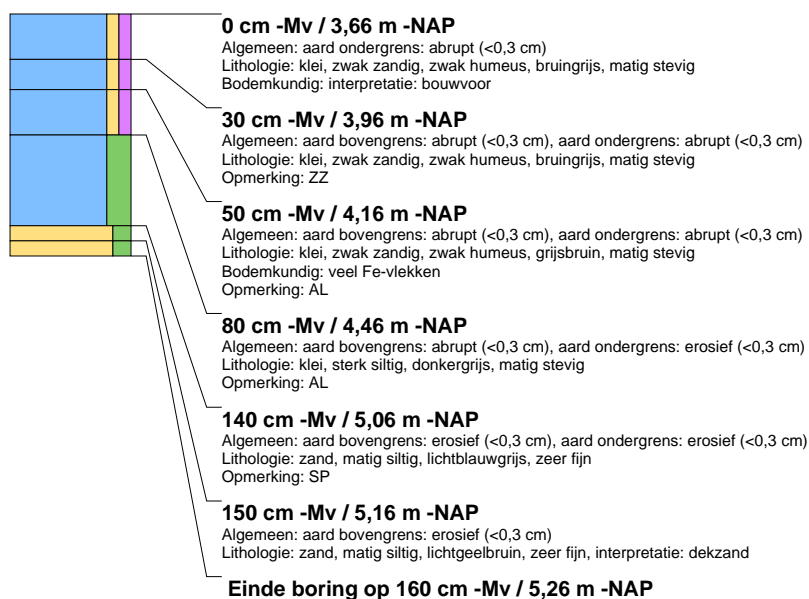 0 cm -Mv / 3,66 m -NAP
Algemeen: aard ondergrens: abrupt (<0,3 cm)
Lithologie: klei, zwak zandig, zwak humeus, bruingrijs, matig stevig
Bodemkundig: interpretatie: bouwvoor
30 cm -Mv / 3,96 m -NAP
Algemeen: aard bovengrens: abrupt (<0,3 cm), aard ondergrens: abrupt (<0,3 cm)
Lithologie: klei, zwak zandig, zwak humeus, bruingrijs, matig stevig
Opmerking: ZZ
50 cm -Mv / 4,16 m -NAP
Algemeen: aard bovengrens: abrupt (<0,3 cm), aard ondergrens: abrupt (<0,3 cm)
Lithologie: klei, zwak zandig, zwak humeus, grijsbruin, matig stevig
Bodemkundig: veel Fe-vlekken
Opmerking: AL
80 cm -Mv / 4,46 m -NAP
Algemeen: aard bovengrens: abrupt (<0,3 cm), aard ondergrens: erosief (<0,3 cm)
Lithologie: klei, sterk siltig, donkergrijs, matig stevig
Opmerking: AL
140 cm -Mv / 5,06 m -NAP
Algemeen: aard bovengrens: erosief (<0,3 cm), aard ondergrens: erosief (<0,3 cm)
Lithologie: zand, matig siltig, lichtblauwgrijs, zeer fijn
Opmerking: SP
150 cm -Mv / 5,16 m -NAP
Algemeen: aard bovengrens: erosief (<0,3 cm)
Lithologie: zand, matig siltig, lichtgeelbruin, zeer fijn, interpretatie: dekzand
Einde boring op 160 cm -Mv / 5,26 m -NAP